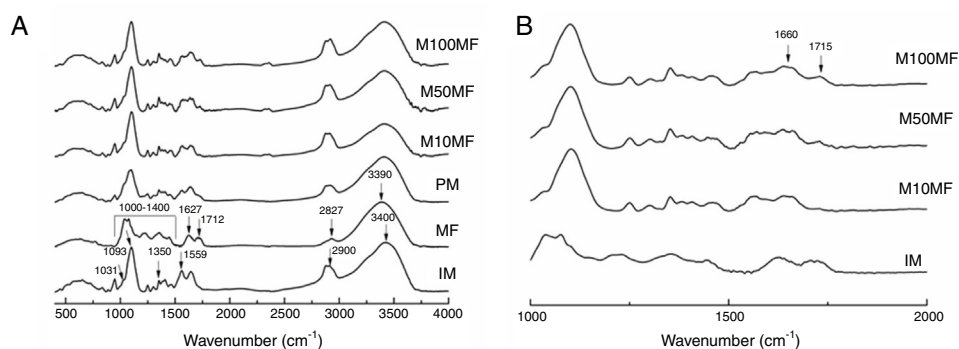 A
M100MF
M50MF
M10MF
PM
3390
1000-1400
1627
1712
2827
3400
MF
1093
1031
1350
1559
2900
IM
500 1000 1500 2000 2500 3000 3500 4000
Wavenumber (cm-1)
B
1660
1715
M100MF
M50MF
M10MF
IM
1000 1500 2000
Wavenumber (cm-1)